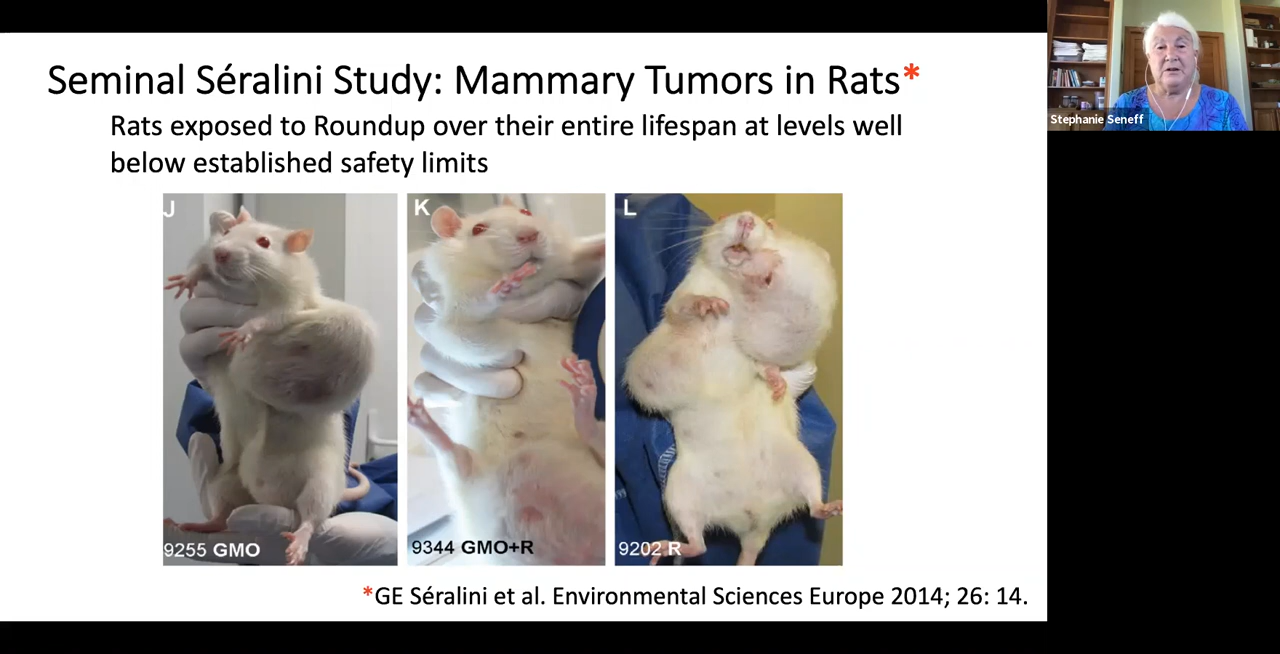 Seminal Séralini Study: Mammary Tumors in Rats*
Rats exposed to Roundup over their entire lifespan at levels well
below established safety limits
J
K
L
9255 GMO
9344 GMO+R
9202 R
*GE Séralini et al. Environmental Sciences Europe 2014; 26: 14.
Stephanie Seneff